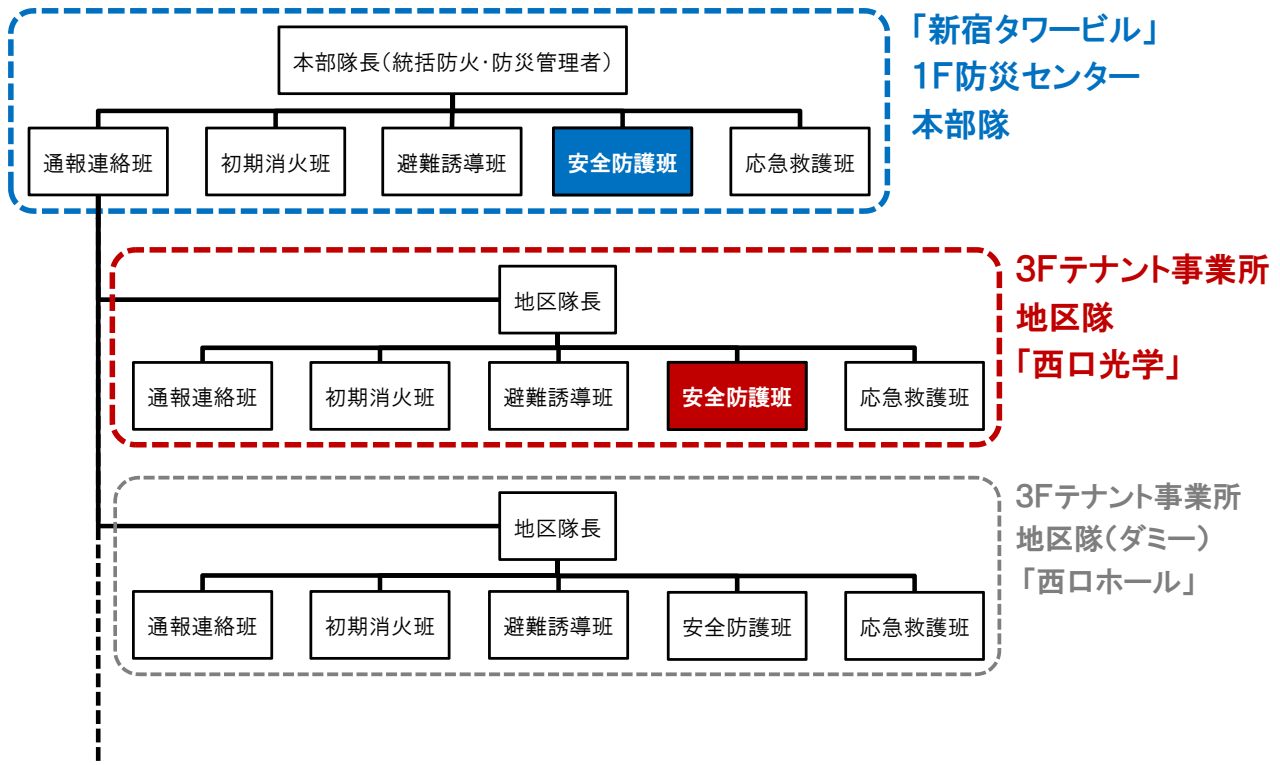 本部隊長(統括防火・防災管理者)
通報連絡班
初期消火班
避難誘導班
安全防護班
応急救護班
「新宿タワービル」
1F防災センター
本部隊
地区隊長
通報連絡班
初期消火班
避難誘導班
安全防護班
応急救護班
3Fテナント事業所
地区隊
「西口光学」
地区隊長
通報連絡班
初期消火班
避難誘導班
安全防護班
応急救護班
3Fテナント事業所
地区隊(ダミー)
「西口ホール」